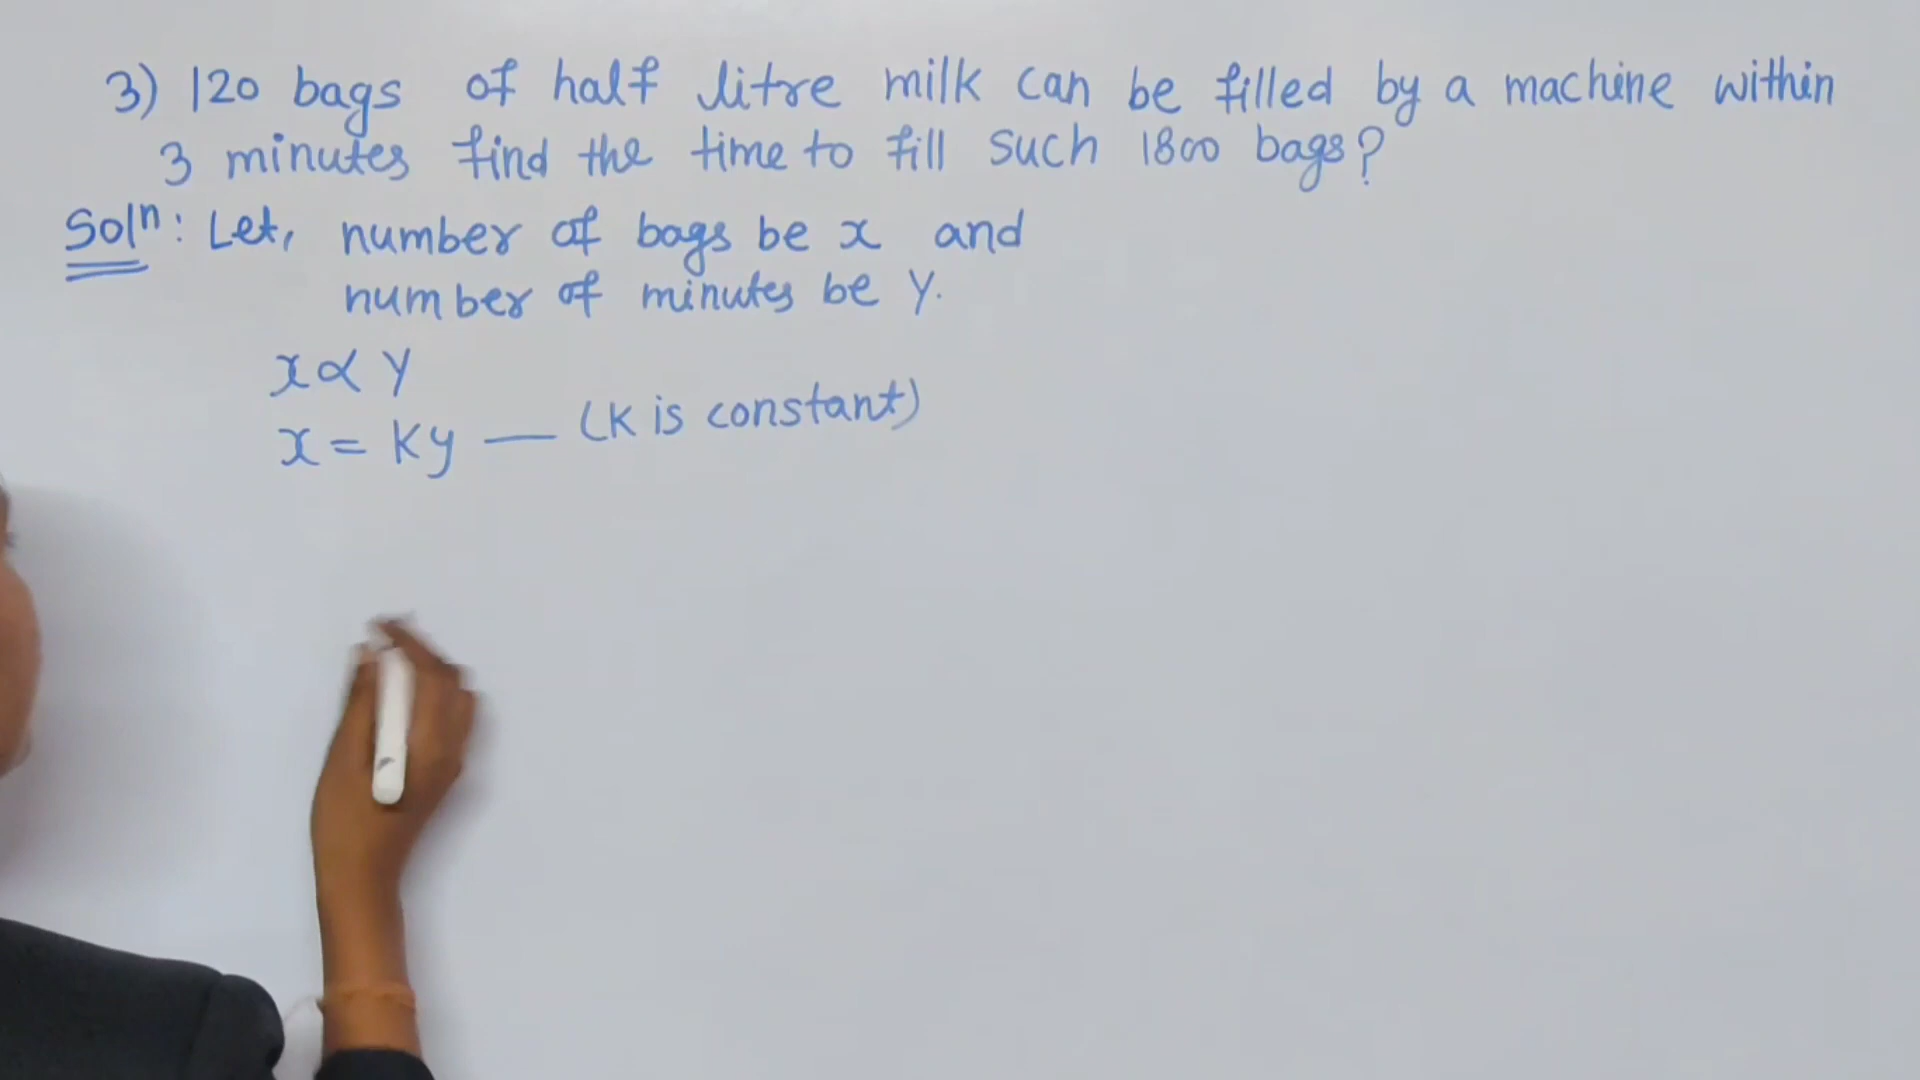 3) 120 bags of half litre milk can be filled by a machine within
3 minutes find the time to fill such 1800 bags?
Solⁿ: Let, number of bags be x and
number of minutes be y.
x ∝ y
x = Ky — (K is constant)